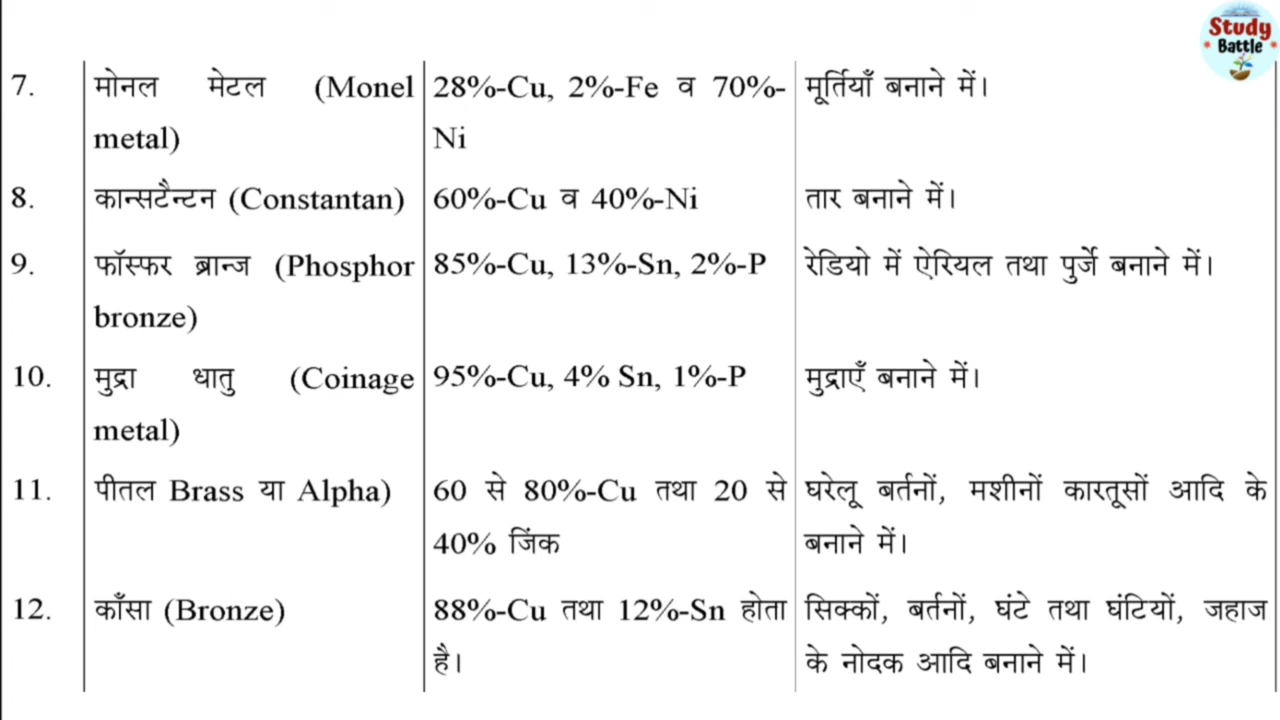 Study
Battle
7. मोनल मेटल (Monel 28%-Cu, 2%-Fe व 70%- मूर्तियाँ बनाने में।
metal) Ni
8. कान्सटैन्टन (Constantan) 60%-Cu व 40%-Ni तार बनाने में।
9. फॉस्फर ब्रान्ज (Phosphor 85%-Cu, 13%-Sn, 2%-P रेडियो में ऐरियल तथा पुर्जे बनाने में।
bronze)
10. मुद्रा धातु (Coinage 95%-Cu, 4% Sn, 1%-P मुद्राएँ बनाने में।
metal)
11. पीतल Brass या Alpha) 60 से 80%-Cu तथा 20 से घरेलू बर्तनों, मशीनों कारतूसों आदि के
40% जिंक बनाने में।
12. काँसा (Bronze) 88%-Cu तथा 12%-Sn होता सिक्कों, बर्तनों, घंटे तथा घंटियों, जहाज
है। के नोदक आदि बनाने में।